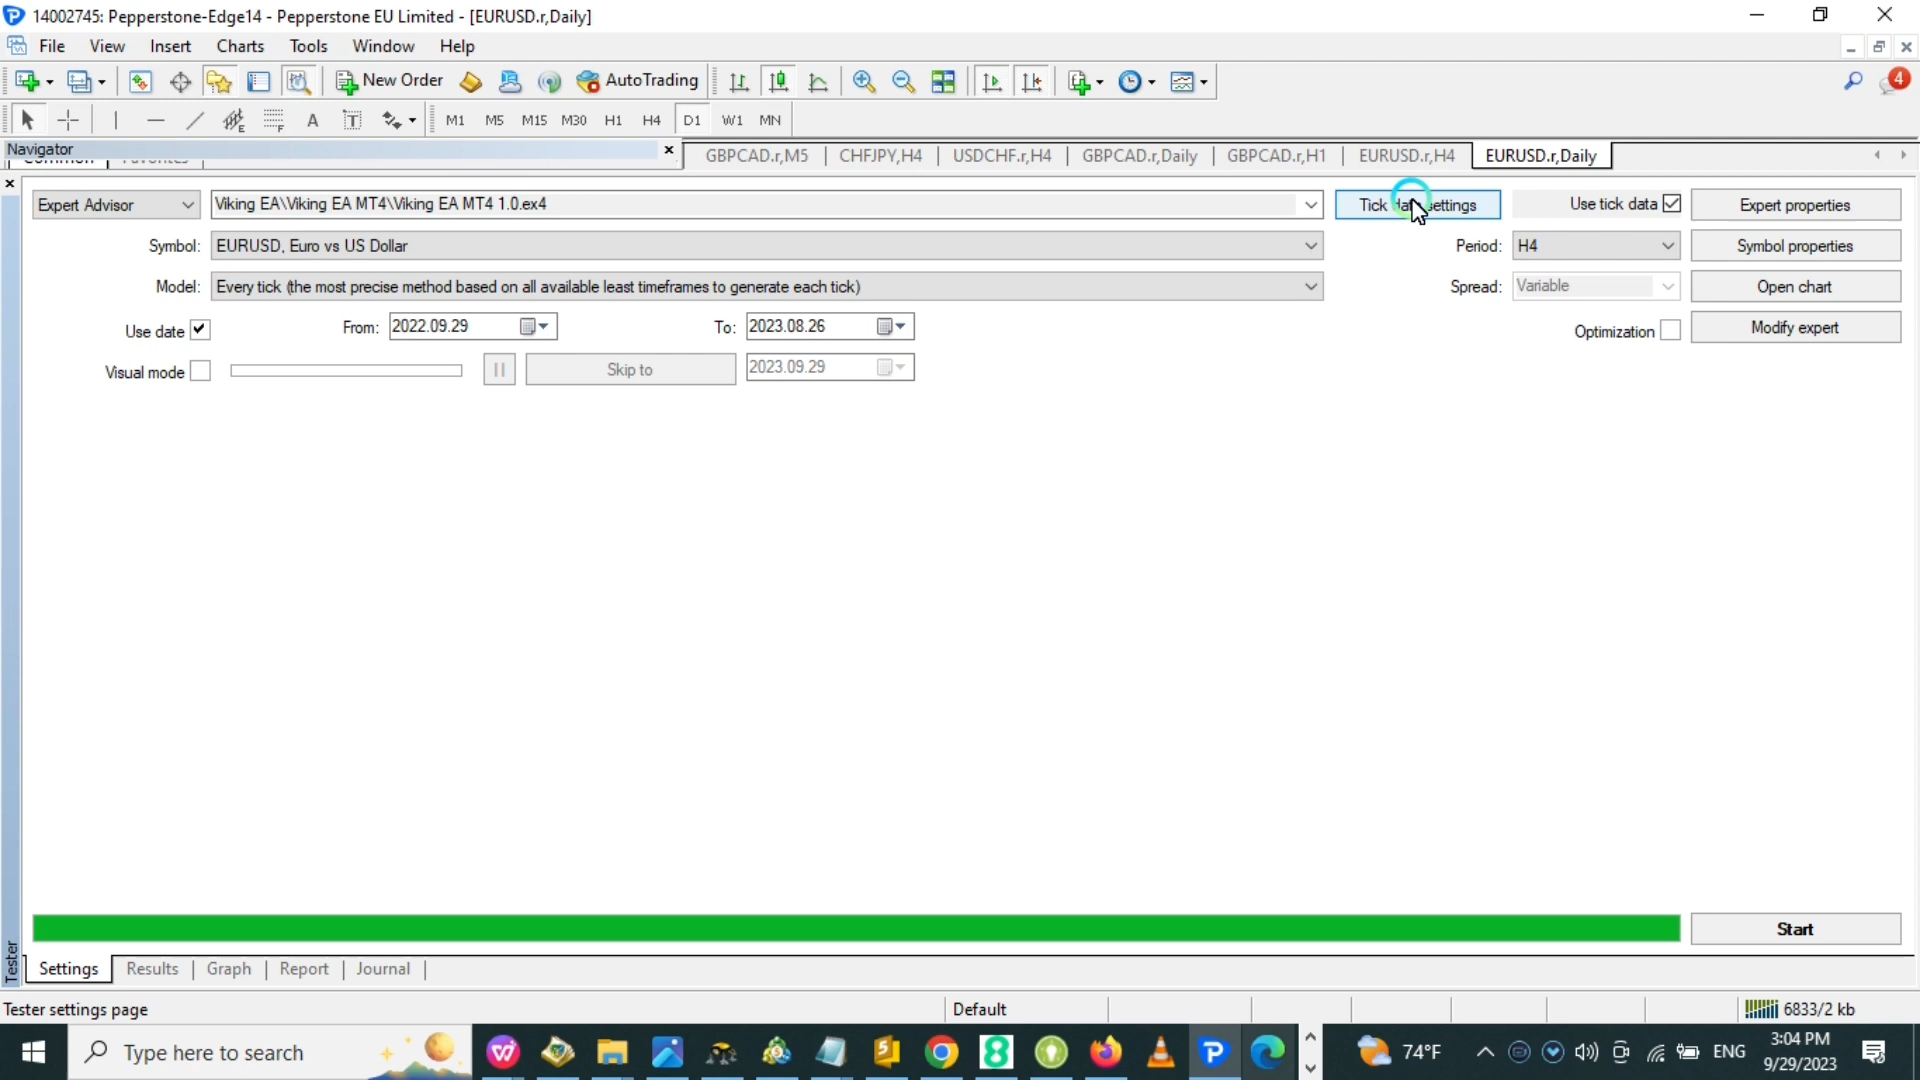 14002745: Pepperstone-Edge14 - Pepperstone EU Limited - [EURUSD.r,Daily]
File View Insert Charts Tools Window Help
New Order AutoTrading 4
A T E F M1 M5 M15 M30 H1 H4 D1 W1 MN
Navigator GBPCAD.r,M5 CHFJPY,H4 USDCHF.r,H4 GBPCAD.r,Daily GBPCAD.r,H1 EURUSD.r,H4 EURUSD.r,Daily
Expert Advisor Viking EA\Viking EA MT4\Viking EA MT4 1.0.ex4 Tick data settings Use tick data Expert properties
Symbol: EURUSD, Euro vs US Dollar Period: H4 Symbol properties
Model: Every tick (the most precise method based on all available least timeframes to generate each tick) Spread: Variable Open chart
Use date From: 2022.09.29 To: 2023.08.26 Optimization Modify expert
Visual mode Skip to 2023.09.29
Start
Tester
Settings Results Graph Report Journal
Tester settings page Default 6833/2 kb
Type here to search 74°F ENG 3:04 PM
9/29/2023